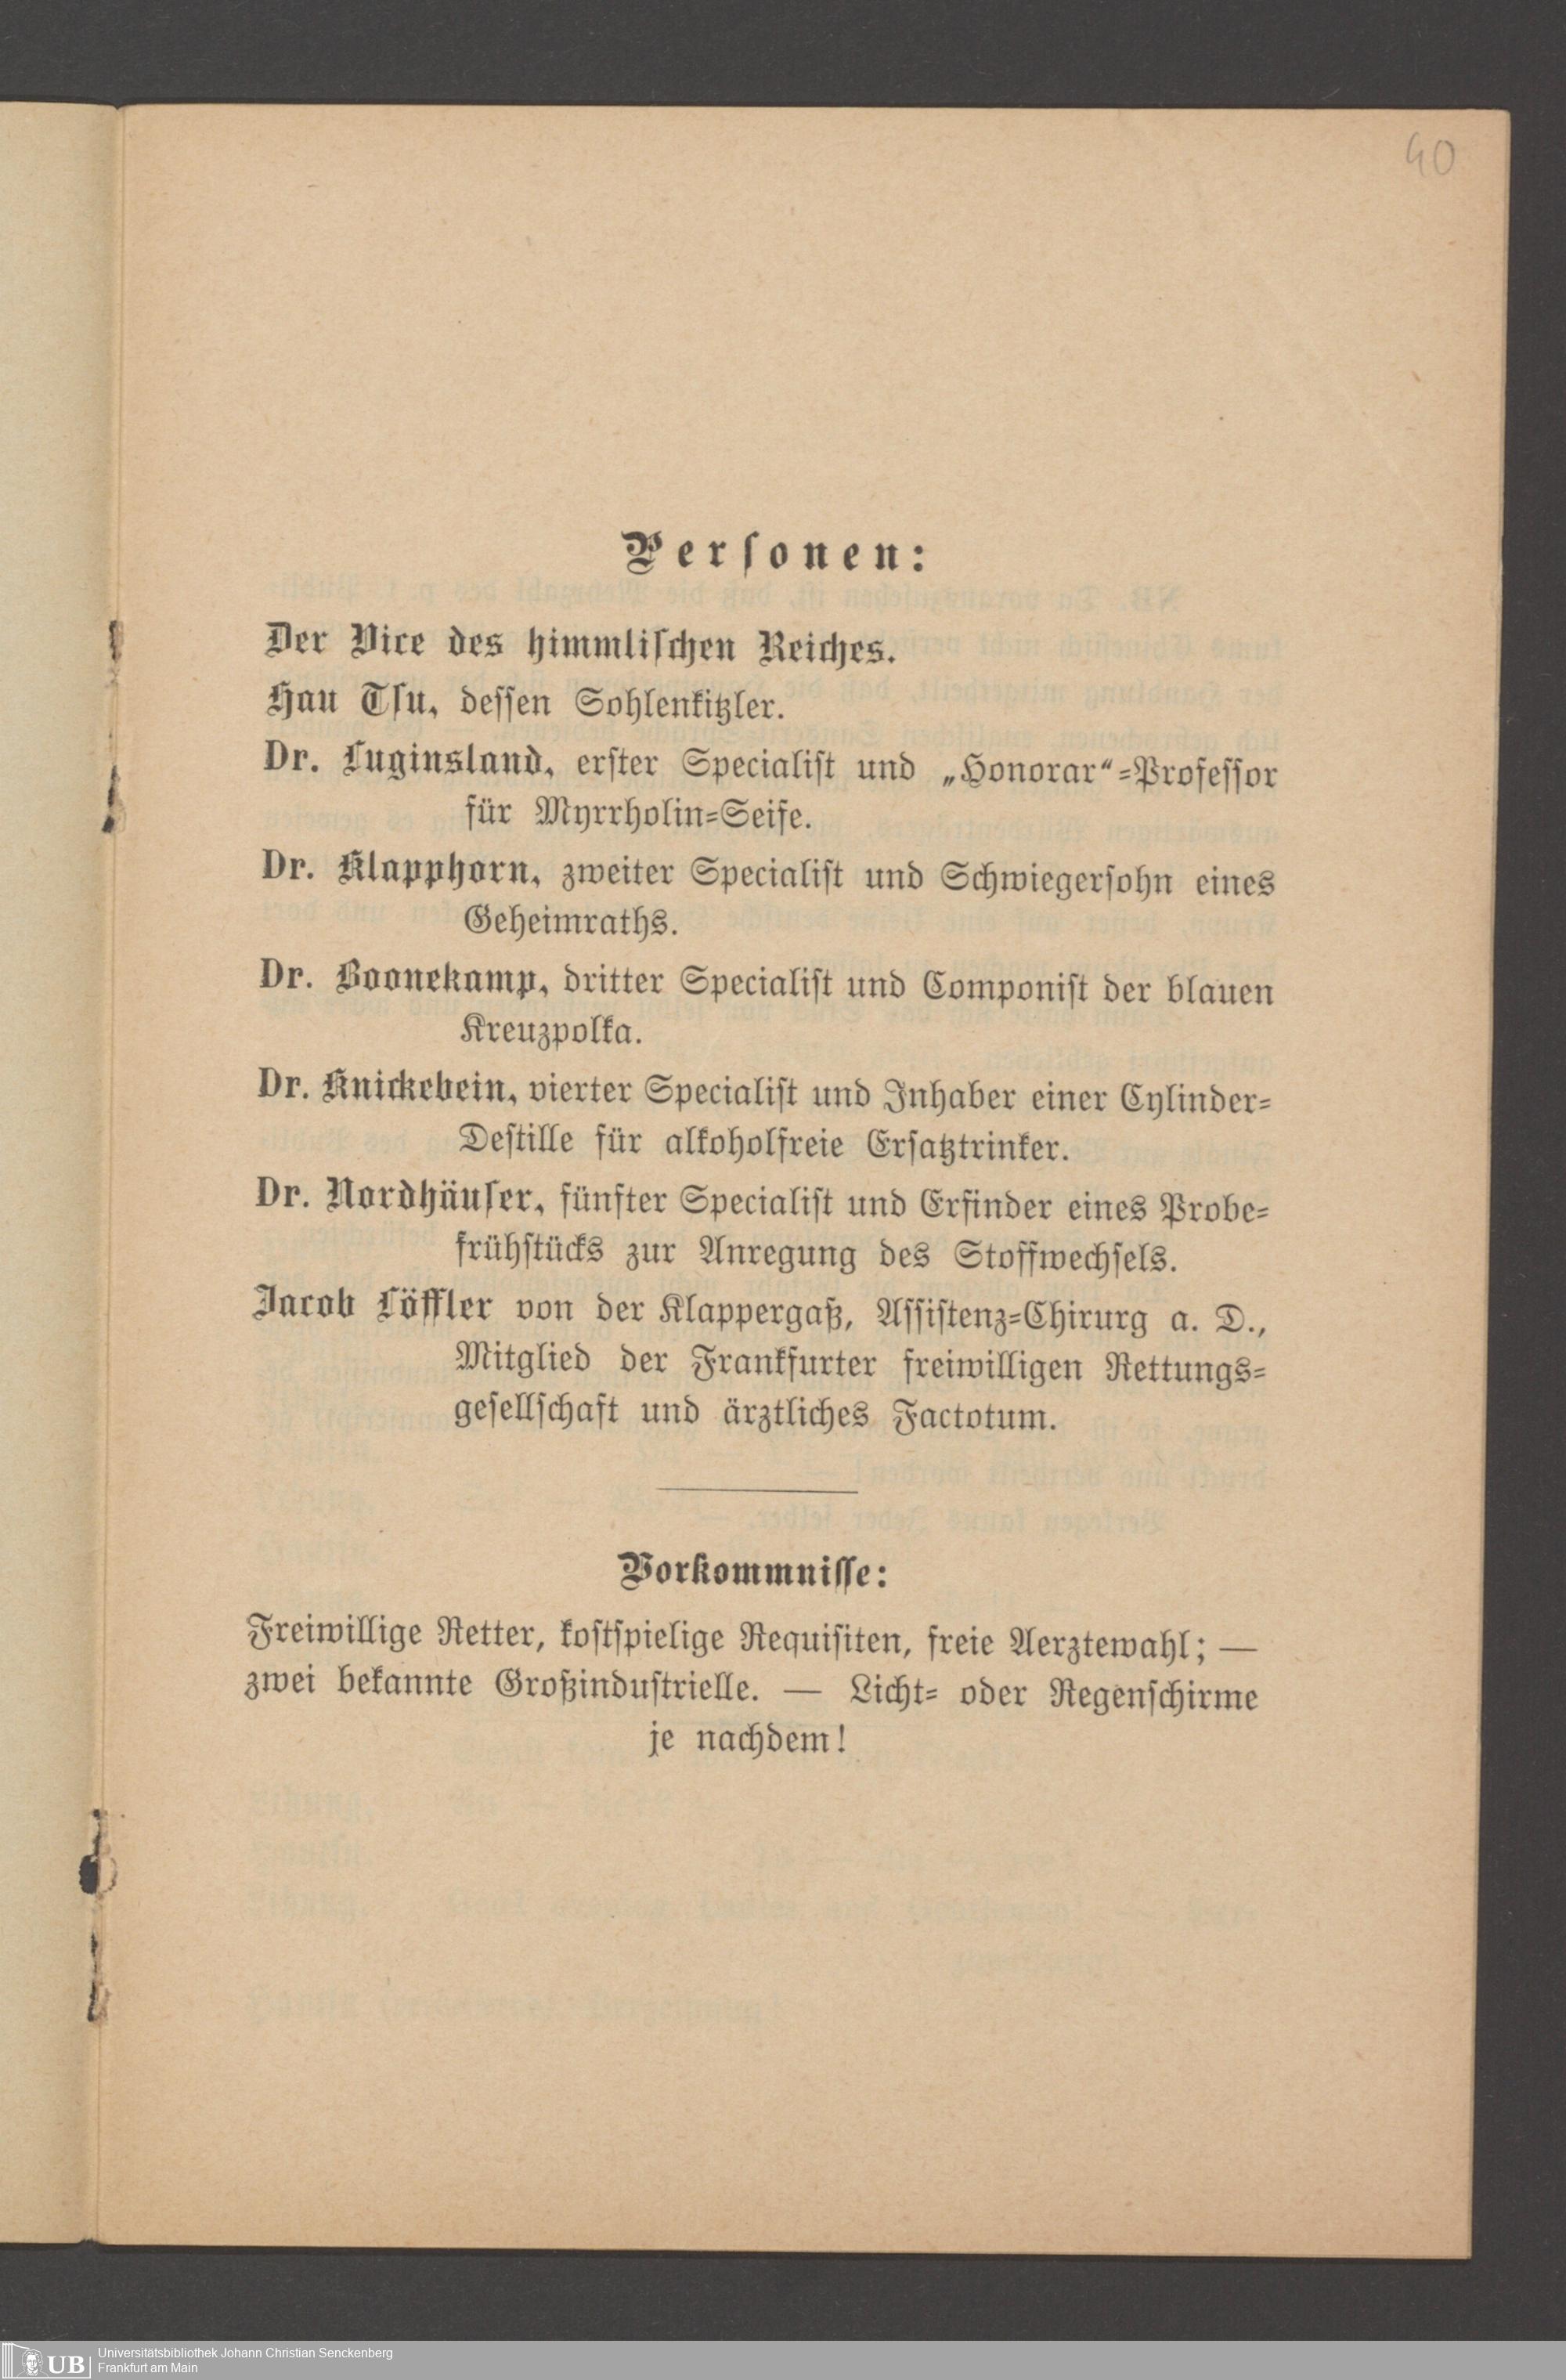 40
Personen:
Der Vice des himmlischen Reiches.
Hau Tsu, dessen Sohlenkitzler.
Dr. Luginsland, erster Specialist und „Honorar“-Professor
für Myrrholin-Seife.
Dr. Klapphorn, zweiter Specialist und Schwiegersohn eines
Geheimraths.
Dr. Boonekamp, dritter Specialist und Componist der blauen
Kreuzpolka.
Dr. Knickebein, vierter Specialist und Inhaber einer Cylinder-
Destille für alkoholfreie Ersatztrinker.
Dr. Nordhäuser, fünfter Specialist und Erfinder eines Probe-
frühstücks zur Anregung des Stoffwechsels.
Jacob Löffler von der Klappergaß, Assistenz-Chirurg a. D.,
Mitglied der Frankfurter freiwilligen Rettungs-
gesellschaft und ärztliches Factotum.
Vorkommnisse:
Freiwillige Retter, kostspielige Requisiten, freie Aerztewahl; —
zwei bekannte Großindustrielle. — Licht- oder Regenschirme
je nachdem!
UB
Universitätsbibliothek Johann Christian Senckenberg
Frankfurt am Main